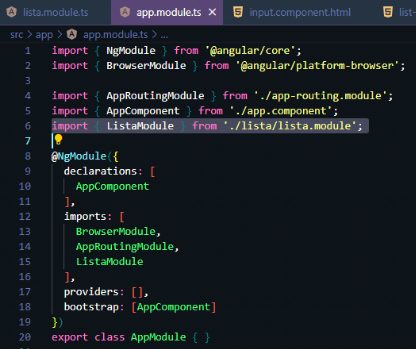 lista.module.ts app.module.ts × input.component.html list-
src > app > app.module.ts > ...
1 import { NgModule } from '@angular/core';
2 import { BrowserModule } from '@angular/platform-browser';
3
4 import { AppRoutingModule } from './app-routing.module';
5 import { AppComponent } from './app.component';
6 import { ListaModule } from './lista/lista.module';
7
8 @NgModule({
9 declarations: [
10 AppComponent
11 ],
12 imports: [
13 BrowserModule,
14 AppRoutingModule,
15 ListaModule
16 ],
17 providers: [],
18 bootstrap: [AppComponent]
19 })
20 export class AppModule { }